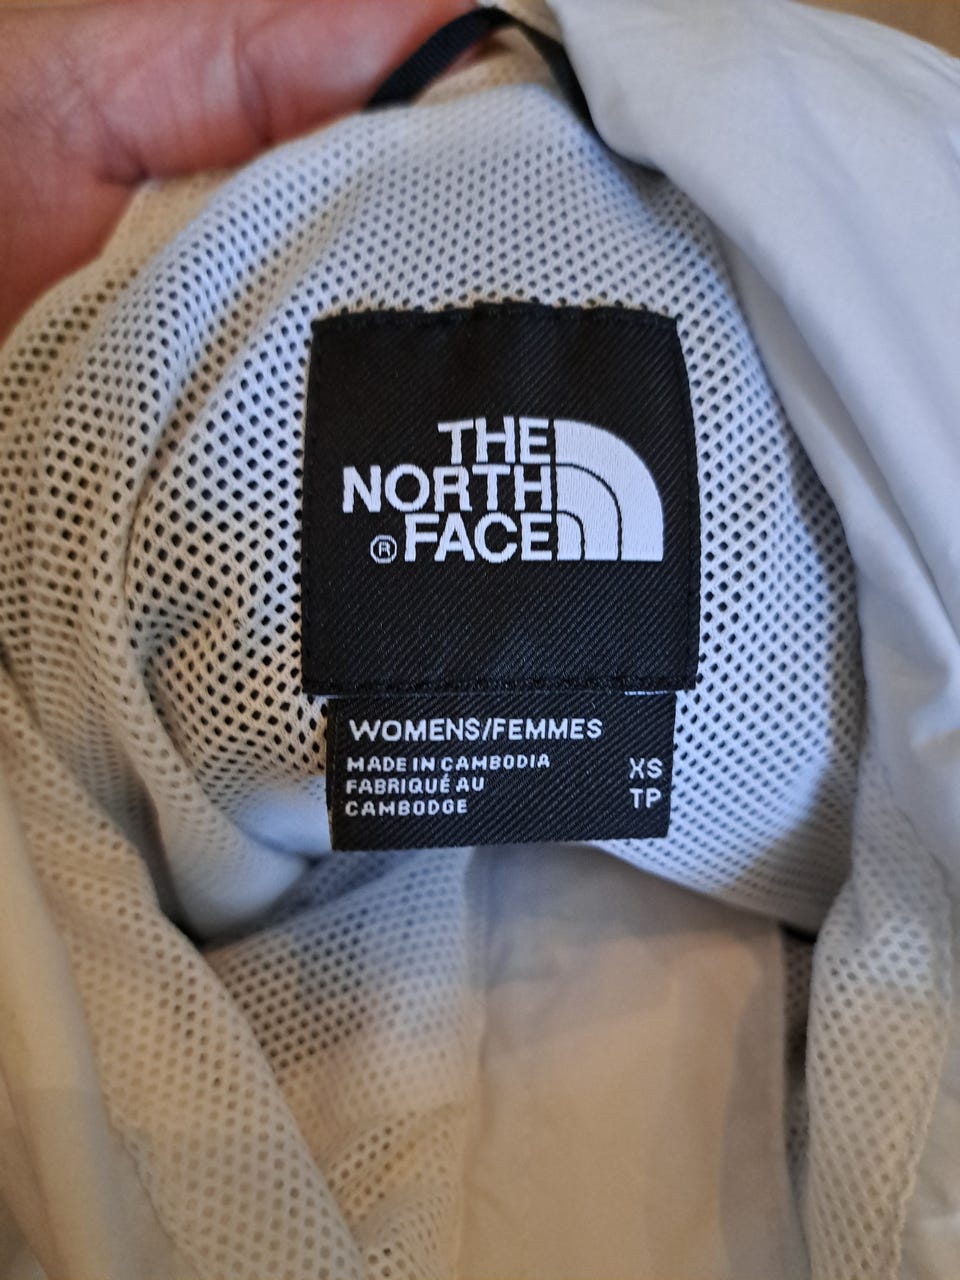 THE
NORTH
® FACE
WOMENS/FEMMES
MADE IN CAMBODIA
FABRIQUÉ AU
CAMBODGE
XS
TP